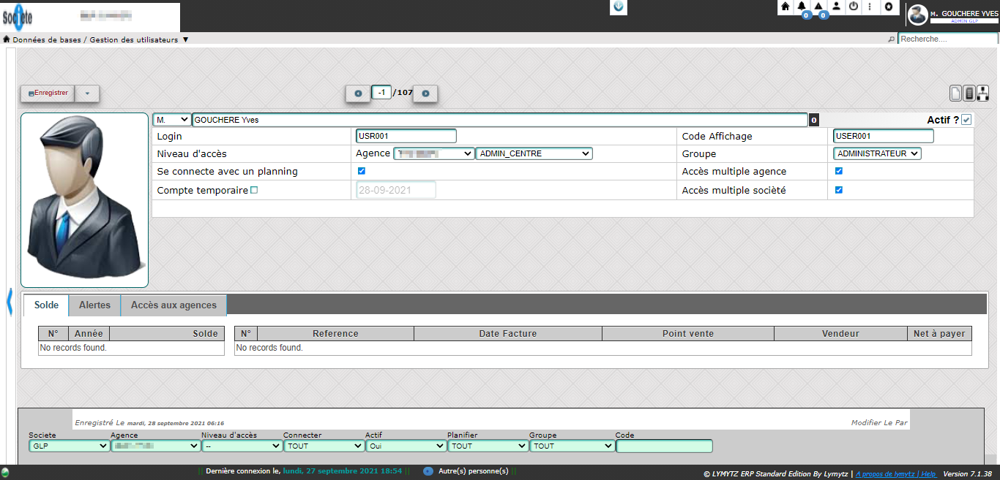 Societe
0 0
M. GOUCHERE YVES
ADMIN GLP
Données de bases / Gestion des utilisateurs ▼
Recherche....
Enregistrer
-1 /107
M. GOUCHERE Yves 0 Actif ?
Login USR001 Code Affichage USER001
Niveau d'accès Agence ADMIN_CENTRE Groupe ADMINISTRATEUR
Se connecte avec un planning Accès multiple agence
Compte temporaire 28-09-2021 Accès multiple socièté
Solde Alertes Accès aux agences
N° Année Solde N° Reference Date Facture Point vente Vendeur Net à payer
No records found. No records found.
Enregistré Le mardi, 28 septembre 2021 06:16 Modifier Le Par
Societe Agence Niveau d'accès Connecter Actif Planifier Groupe Code
GLP -- TOUT Oui TOUT TOUT
|| Dernière connexion le, lundi, 27 septembre 2021 18:54 || Autre(s) personne(s) ||
© LYMYTZ ERP Standard Edition By Lymytz | A propos de lymytz | Help Version 7.1.38